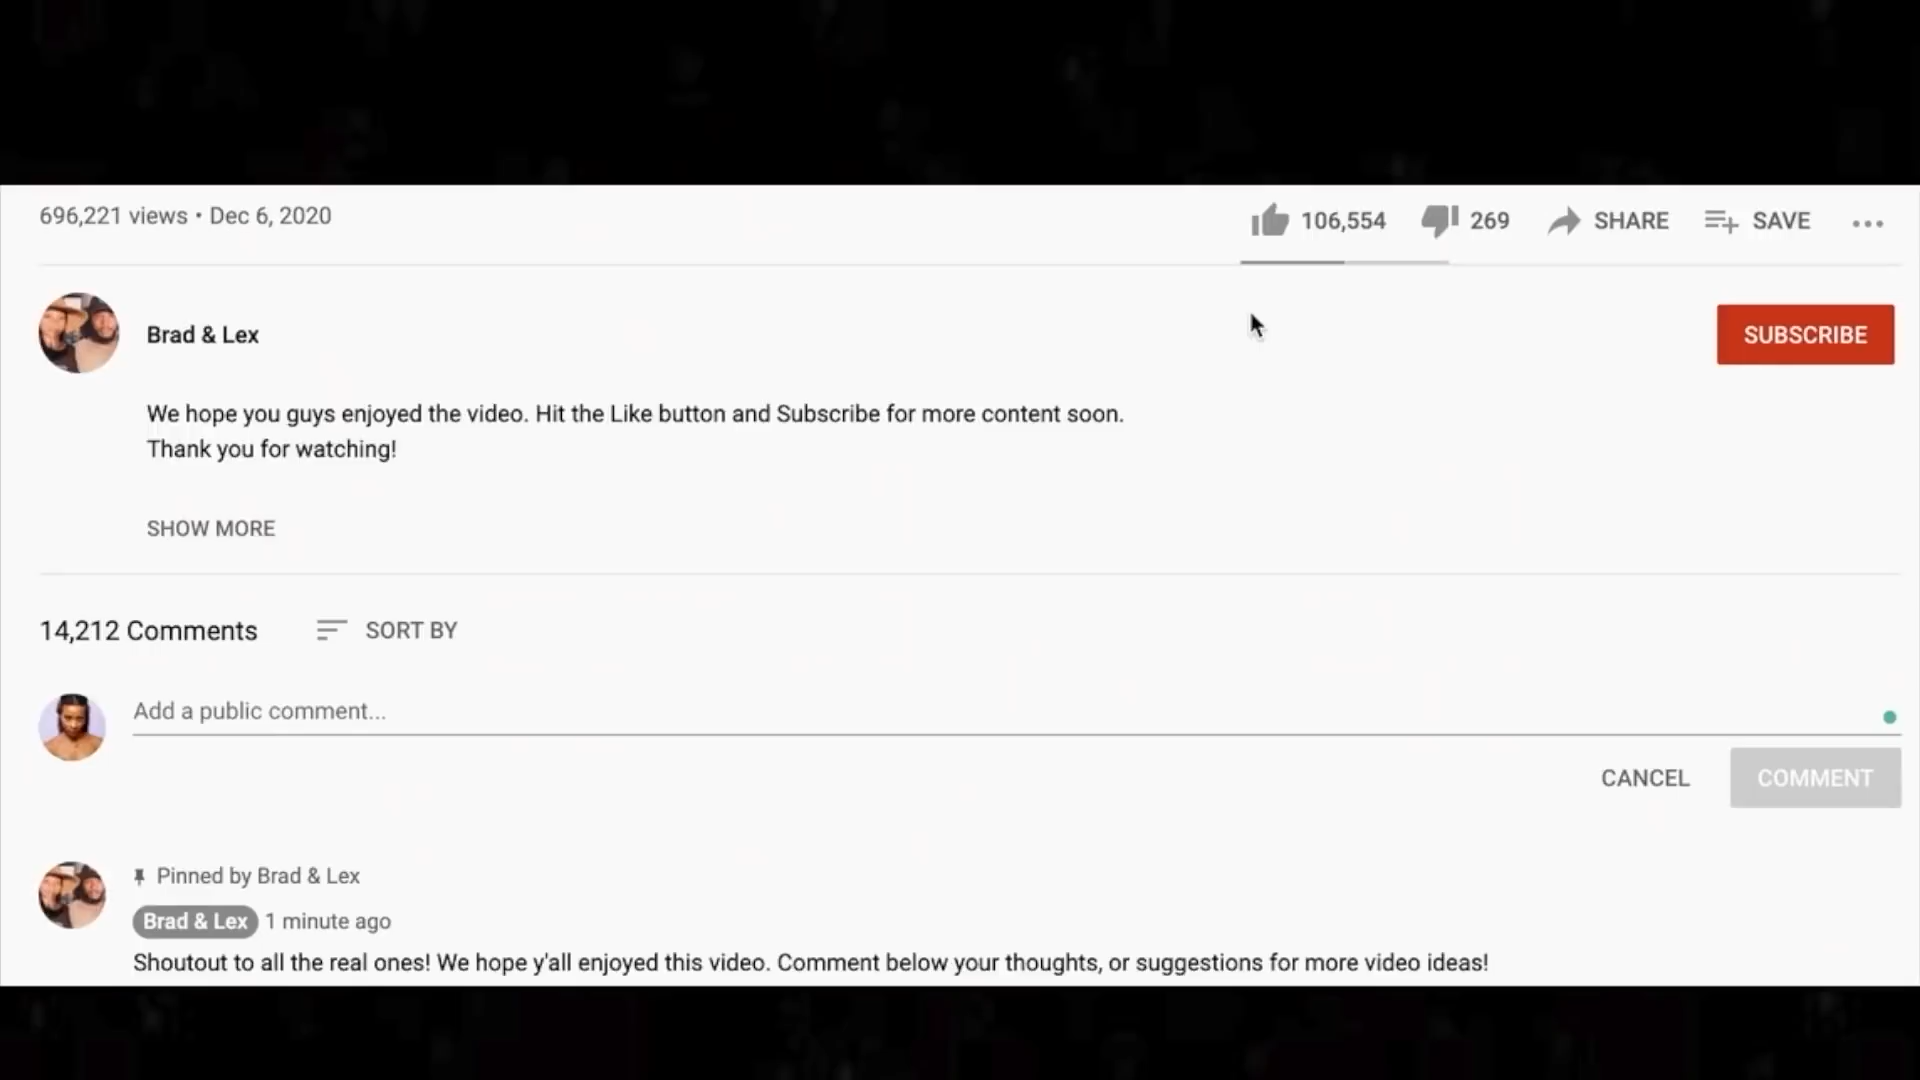 696,221 views • Dec 6, 2020
106,554
269
SHARE
SAVE
Brad & Lex
SUBSCRIBE
We hope you guys enjoyed the video. Hit the Like button and Subscribe for more content soon.
Thank you for watching!
SHOW MORE
14,212 Comments
SORT BY
Add a public comment...
CANCEL
COMMENT
Pinned by Brad & Lex
Brad & Lex 1 minute ago
Shoutout to all the real ones! We hope y'all enjoyed this video. Comment below your thoughts, or suggestions for more video ideas!